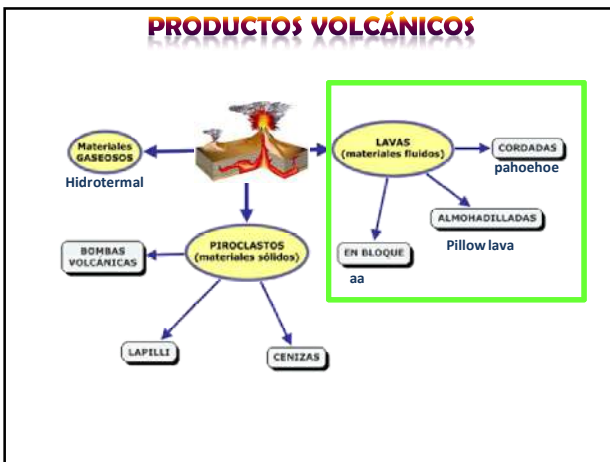 PRODUCTOS VOLCÁNICOS
Materiales
GASEOSOS
Hidrotermal
LAVAS
(materiales fluidos)
CORDADAS
pahoehoe
ALMOHADILLADAS
Pillow lava
EN BLOQUE
aa
PIROCLASTOS
(materiales sólidos)
BOMBAS
VOLCÁNICAS
LAPILLI
CENIZAS